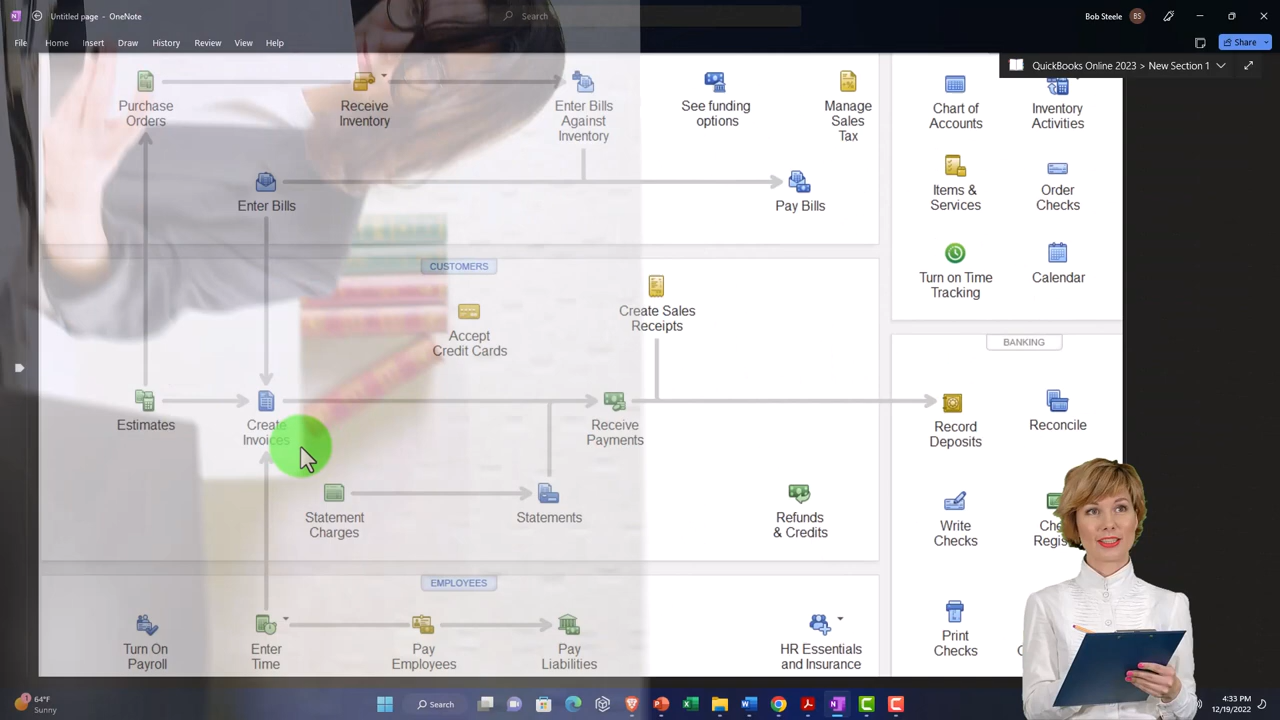 Untitled page - OneNote
Search
Bob Steele
BS
File
Home
Insert
Draw
History
Review
View
Help
Share
QuickBooks Online 2023 > New Section 1
Purchase
Orders
Receive
Inventory
Enter Bills
Against
Inventory
See funding
options
Manage
Sales
Tax
Chart of
Accounts
Inventory
Activities
Enter Bills
Pay Bills
Items &
Services
Order
Checks
Turn on Time
Tracking
Calendar
CUSTOMERS
Create Sales
Receipts
Accept
Credit Cards
BANKING
Estimates
Create
Invoices
Receive
Payments
Record
Deposits
Reconcile
Statement
Charges
Statements
Refunds
& Credits
Write
Checks
EMPLOYEES
Turn On
Payroll
Enter
Time
Pay
Employees
Pay
Liabilities
HR Essentials
and Insurance
Print
Checks
64°F
Sunny
Search
4:33 PM
12/19/2022